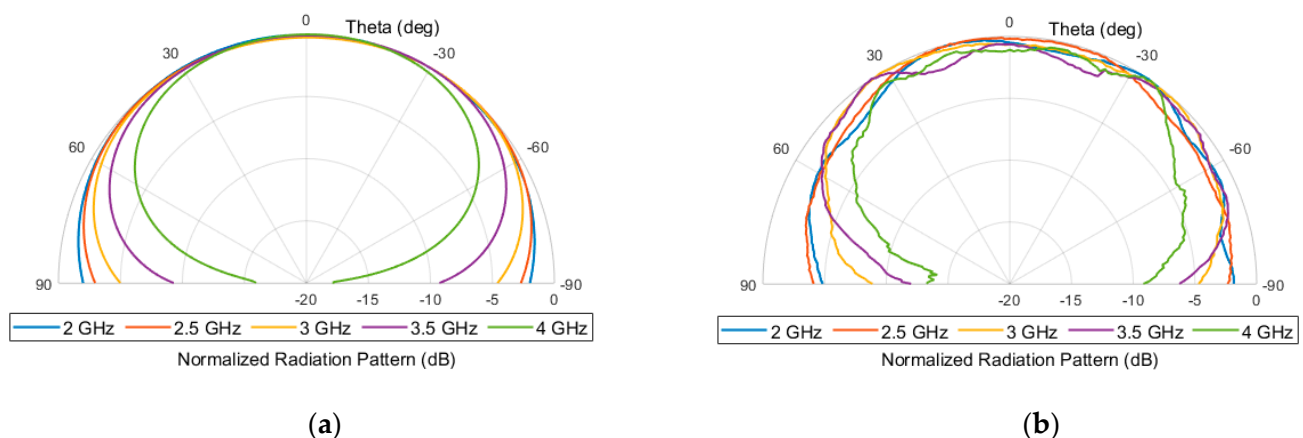 0
Theta (deg)
30
-30
60
-60
90
-90
-20
-15
-10
-5
0
2 GHz
2.5 GHz
3 GHz
3.5 GHz
4 GHz
Normalized Radiation Pattern (dB)
(a)
0
Theta (deg)
30
-30
60
-60
90
-90
-20
-15
-10
-5
0
2 GHz
2.5 GHz
3 GHz
3.5 GHz
4 GHz
Normalized Radiation Pattern (dB)
(b)